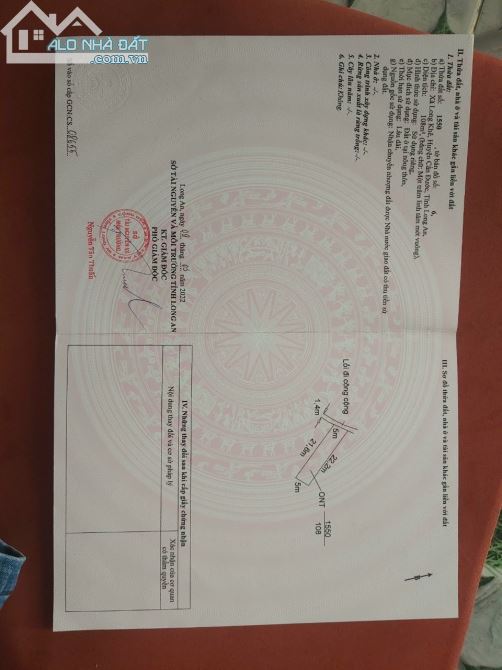 ALO NHÀ ĐẤT
.com.vn
II. Thửa đất, nhà ở và tài sản khác gắn liền với đất
1. Thửa đất:
a) Thửa đất số: 1550 , tờ bản đồ số: 6,
b) Địa chỉ: Xã Long Khê, Huyện Cần Đước, Tỉnh Long An,
c) Diện tích: 108m², (bằng chữ: Một trăm linh tám mét vuông),
d) Hình thức sử dụng: Sử dụng riêng,
đ) Mục đích sử dụng: Đất ở tại nông thôn,
e) Thời hạn sử dụng: Lâu dài,
g) Nguồn gốc sử dụng: Nhận chuyển nhượng đất được Nhà nước giao đất có thu tiền sử
dụng đất.
2. Nhà ở: -/-
3. Công trình xây dựng khác: -/-
4. Rừng sản xuất là rừng trồng: -/-
5. Cây lâu năm: -/-
6. Ghi chú: Không.
Long An, ngày 09 tháng 05 năm 2022
SỞ TÀI NGUYÊN VÀ MÔI TRƯỜNG TỈNH LONG AN
KT. GIÁM ĐỐC
PHÓ GIÁM ĐỐC
Nguyễn Tân Thuấn
Số vào sổ cấp GCN:CS
III. Sơ đồ thửa đất, nhà ở và tài sản khác gắn liền với đất
B
Lối đi công cộng
1,4m
5m
21,6m
22,2m
5m
ONT 1550
108
IV. Những thay đổi sau khi cấp giấy chứng nhận
Nội dung thay đổi và cơ sở pháp lý
Xác nhận của cơ quan
có thẩm quyền